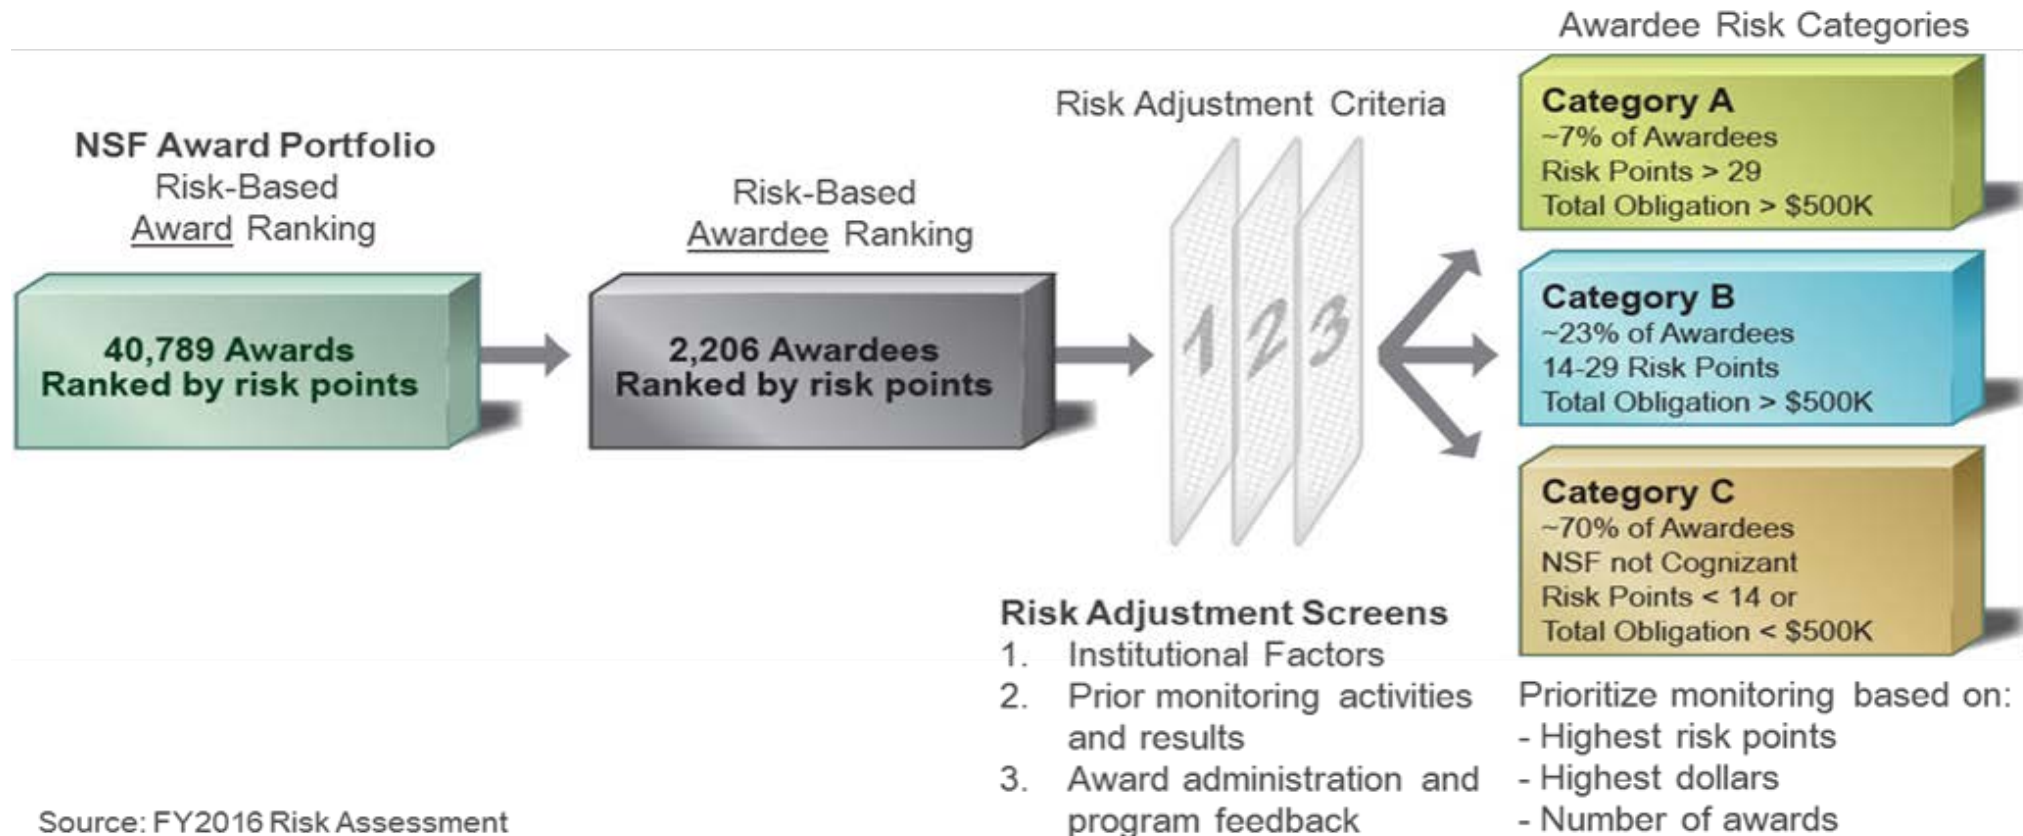 NSF Award Portfolio
Risk-Based
Award Ranking
40,789 Awards
Ranked by risk points
Risk-Based
Awardee Ranking
2,206 Awardees
Ranked by risk points
Risk Adjustment Criteria
1 2 3
Risk Adjustment Screens
1. Institutional Factors
2. Prior monitoring activities
and results
3. Award administration and
program feedback
Awardee Risk Categories
Category A
~7% of Awardees
Risk Points > 29
Total Obligation > $500K
Category B
~23% of Awardees
14-29 Risk Points
Total Obligation > $500K
Category C
~70% of Awardees
NSF not Cognizant
Risk Points < 14 or
Total Obligation < $500K
Prioritize monitoring based on:
- Highest risk points
- Highest dollars
- Number of awards
Source: FY2016 Risk Assessment